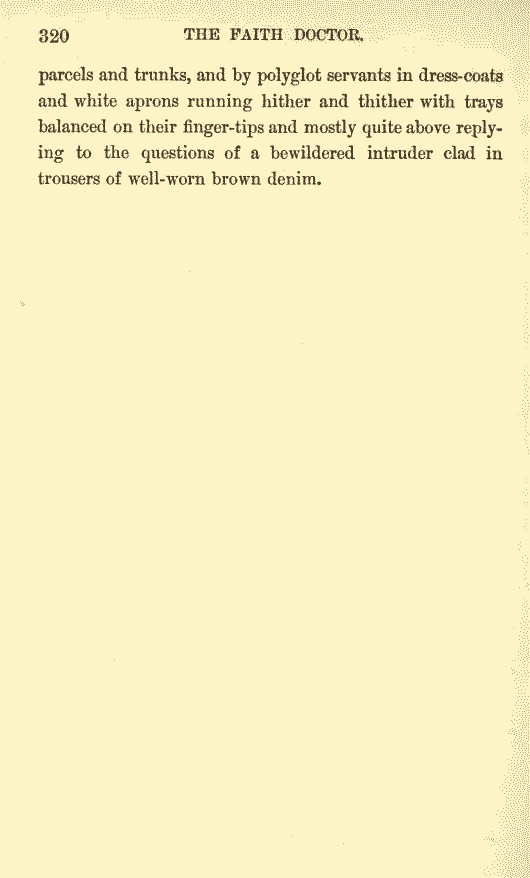 320 THE FAITH DOCTOR.
parcels and trunks, and by polyglot servants in dress-coats
and white aprons running hither and thither with trays
balanced on their finger-tips and mostly quite above reply-
ing to the questions of a bewildered intruder clad in
trousers of well-worn brown denim.